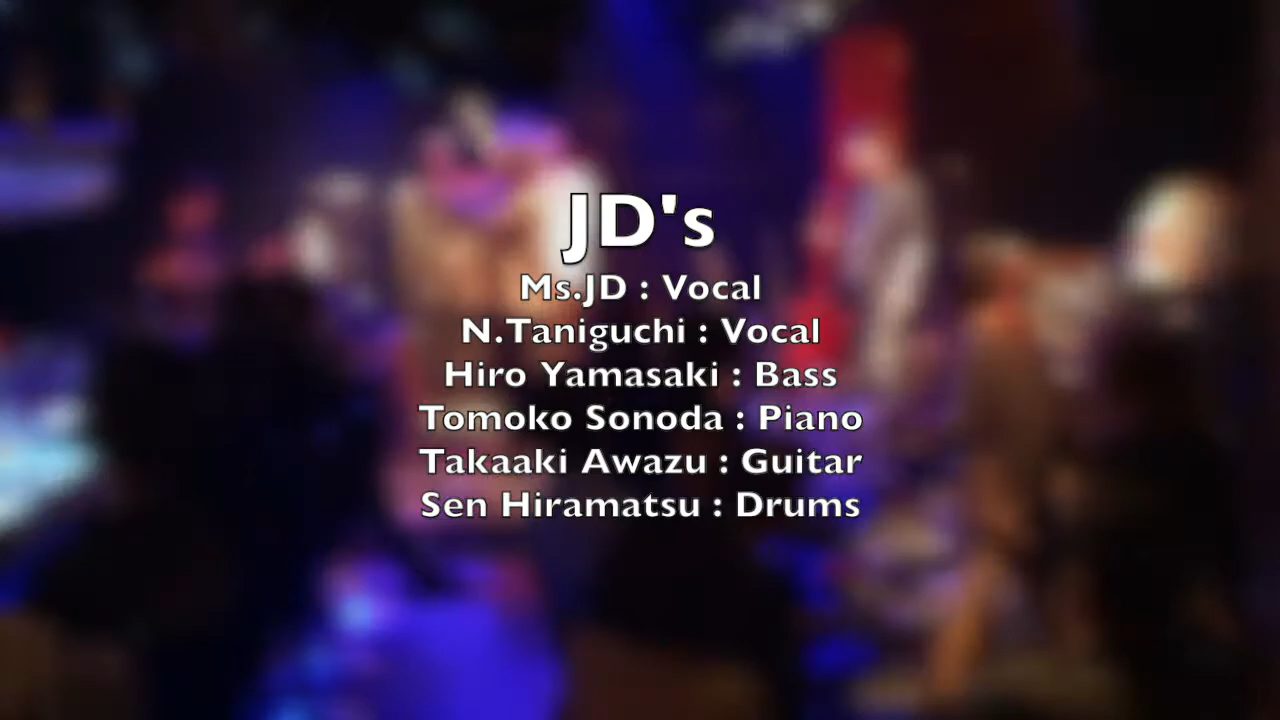 JD's
Ms.JD : Vocal
N.Taniguchi : Vocal
Hiro Yamasaki : Bass
Tomoko Sonoda : Piano
Takaaki Awazu : Guitar
Sen Hiramatsu : Drums